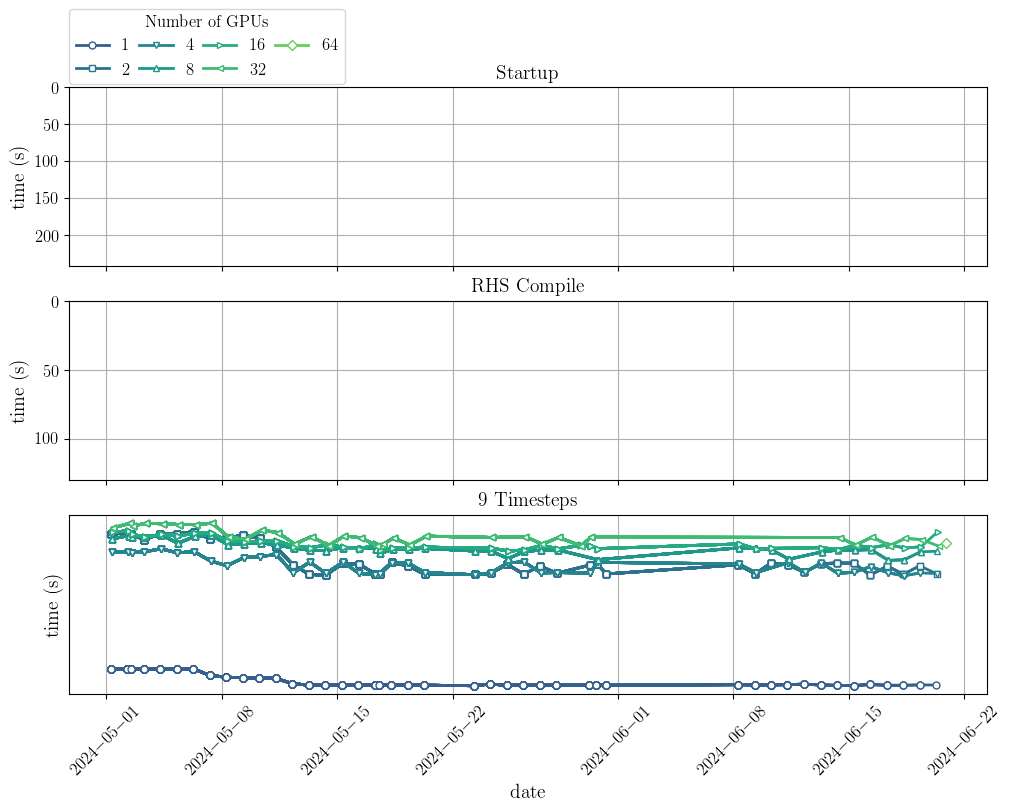 Number of GPUs
1 4 16 64
2 8 32
Startup
0
50
100
150
200
time (s)
RHS Compile
0
50
100
time (s)
9 Timesteps
time (s)
2024−05−01 2024−05−08 2024−05−15 2024−05−22 2024−06−01 2024−06−08 2024−06−15 2024−06−22
date